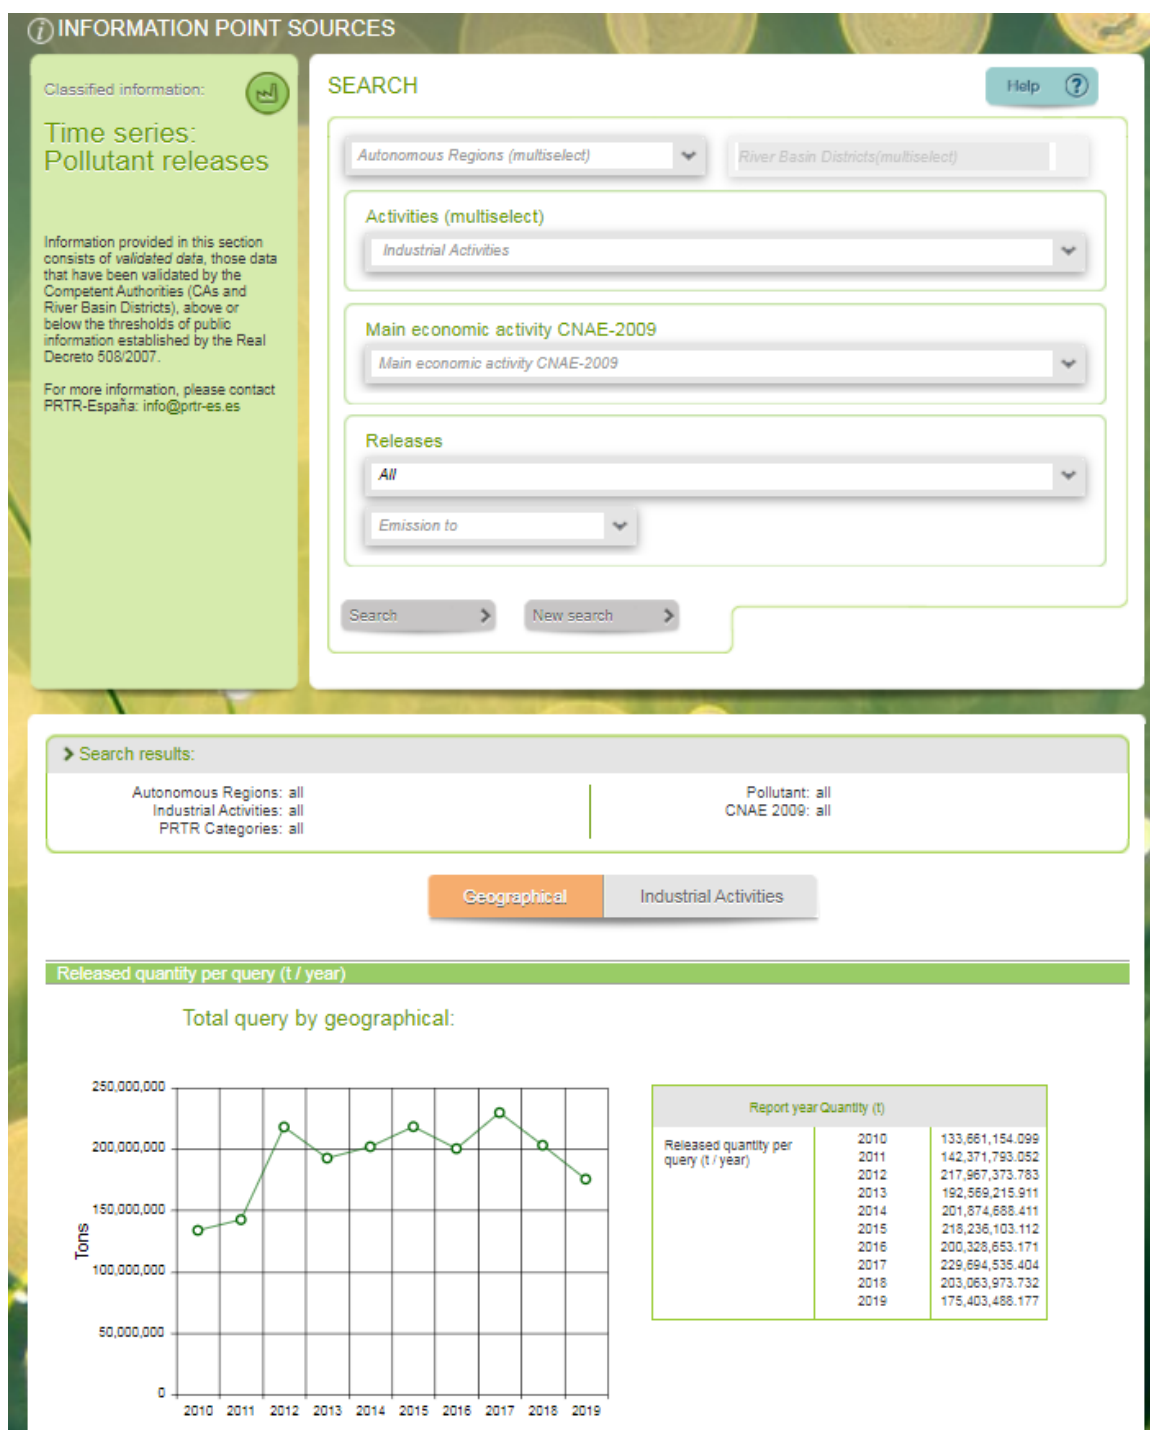 INFORMATION POINT SOURCES
Classified information:
Time series:
Pollutant releases
Information provided in this section
consists of validated data, those data
that have been validated by the
Competent Authorities (CAs and
River Basin Districts), above or
below the thresholds of public
information established by the Real
Decreto 508/2007.
For more information, please contact
PRTR-España: info@prtr-es.es
SEARCH
Help ?
Autonomous Regions (multiselect)
River Basin Districts(multiselect)
Activities (multiselect)
Industrial Activities
Main economic activity CNAE-2009
Main economic activity CNAE-2009
Releases
All
Emission to
Search
New search
Search results:
Autonomous Regions: all
Industrial Activities: all
PRTR Categories: all
Pollutant: all
CNAE 2009: all
Geographical
Industrial Activities
Released quantity per query (t / year)
Total query by geographical:
250,000,000
200,000,000
150,000,000
100,000,000
50,000,000
0
Tons
2010 2011 2012 2013 2014 2015 2016 2017 2018 2019
Report year Quantity (t)
Released quantity per
query (t / year)
2010 133,661,154.099
2011 142,371,793.052
2012 217,967,373.783
2013 192,569,215.911
2014 201,874,688.411
2015 218,236,103.112
2016 200,328,653.171
2017 229,694,535.404
2018 203,063,973.732
2019 175,403,488.177